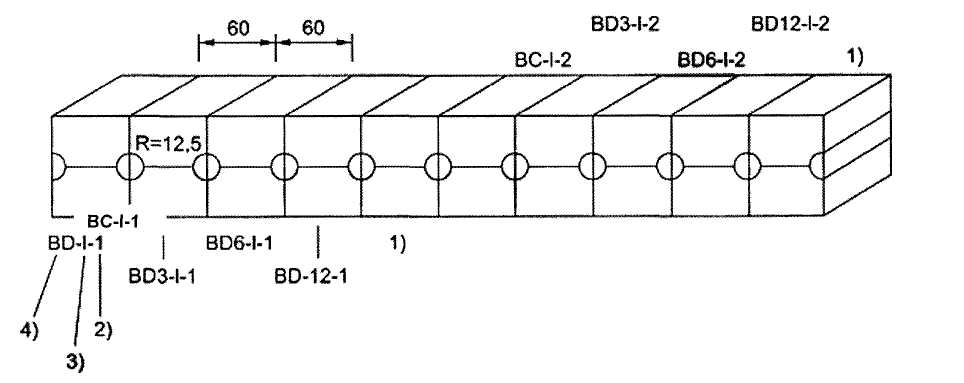 BD3-I-2 BD12-I-2
60 60
BC-I-2 BD6-I-2 1)
R=12,5
BC-I-1
BD-I-1 BD6-I-1 1)
BD3-I-1 BD-12-1
4) 2)
3)